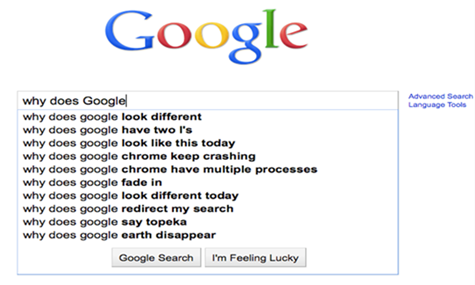 Google
why does Google
Advanced Search
Language Tools
why does google look different
why does google have two l's
why does google look like this today
why does google chrome keep crashing
why does google chrome have multiple processes
why does google fade in
why does google look different today
why does google redirect my search
why does google say topeka
why does google earth disappear
Google Search
I'm Feeling Lucky